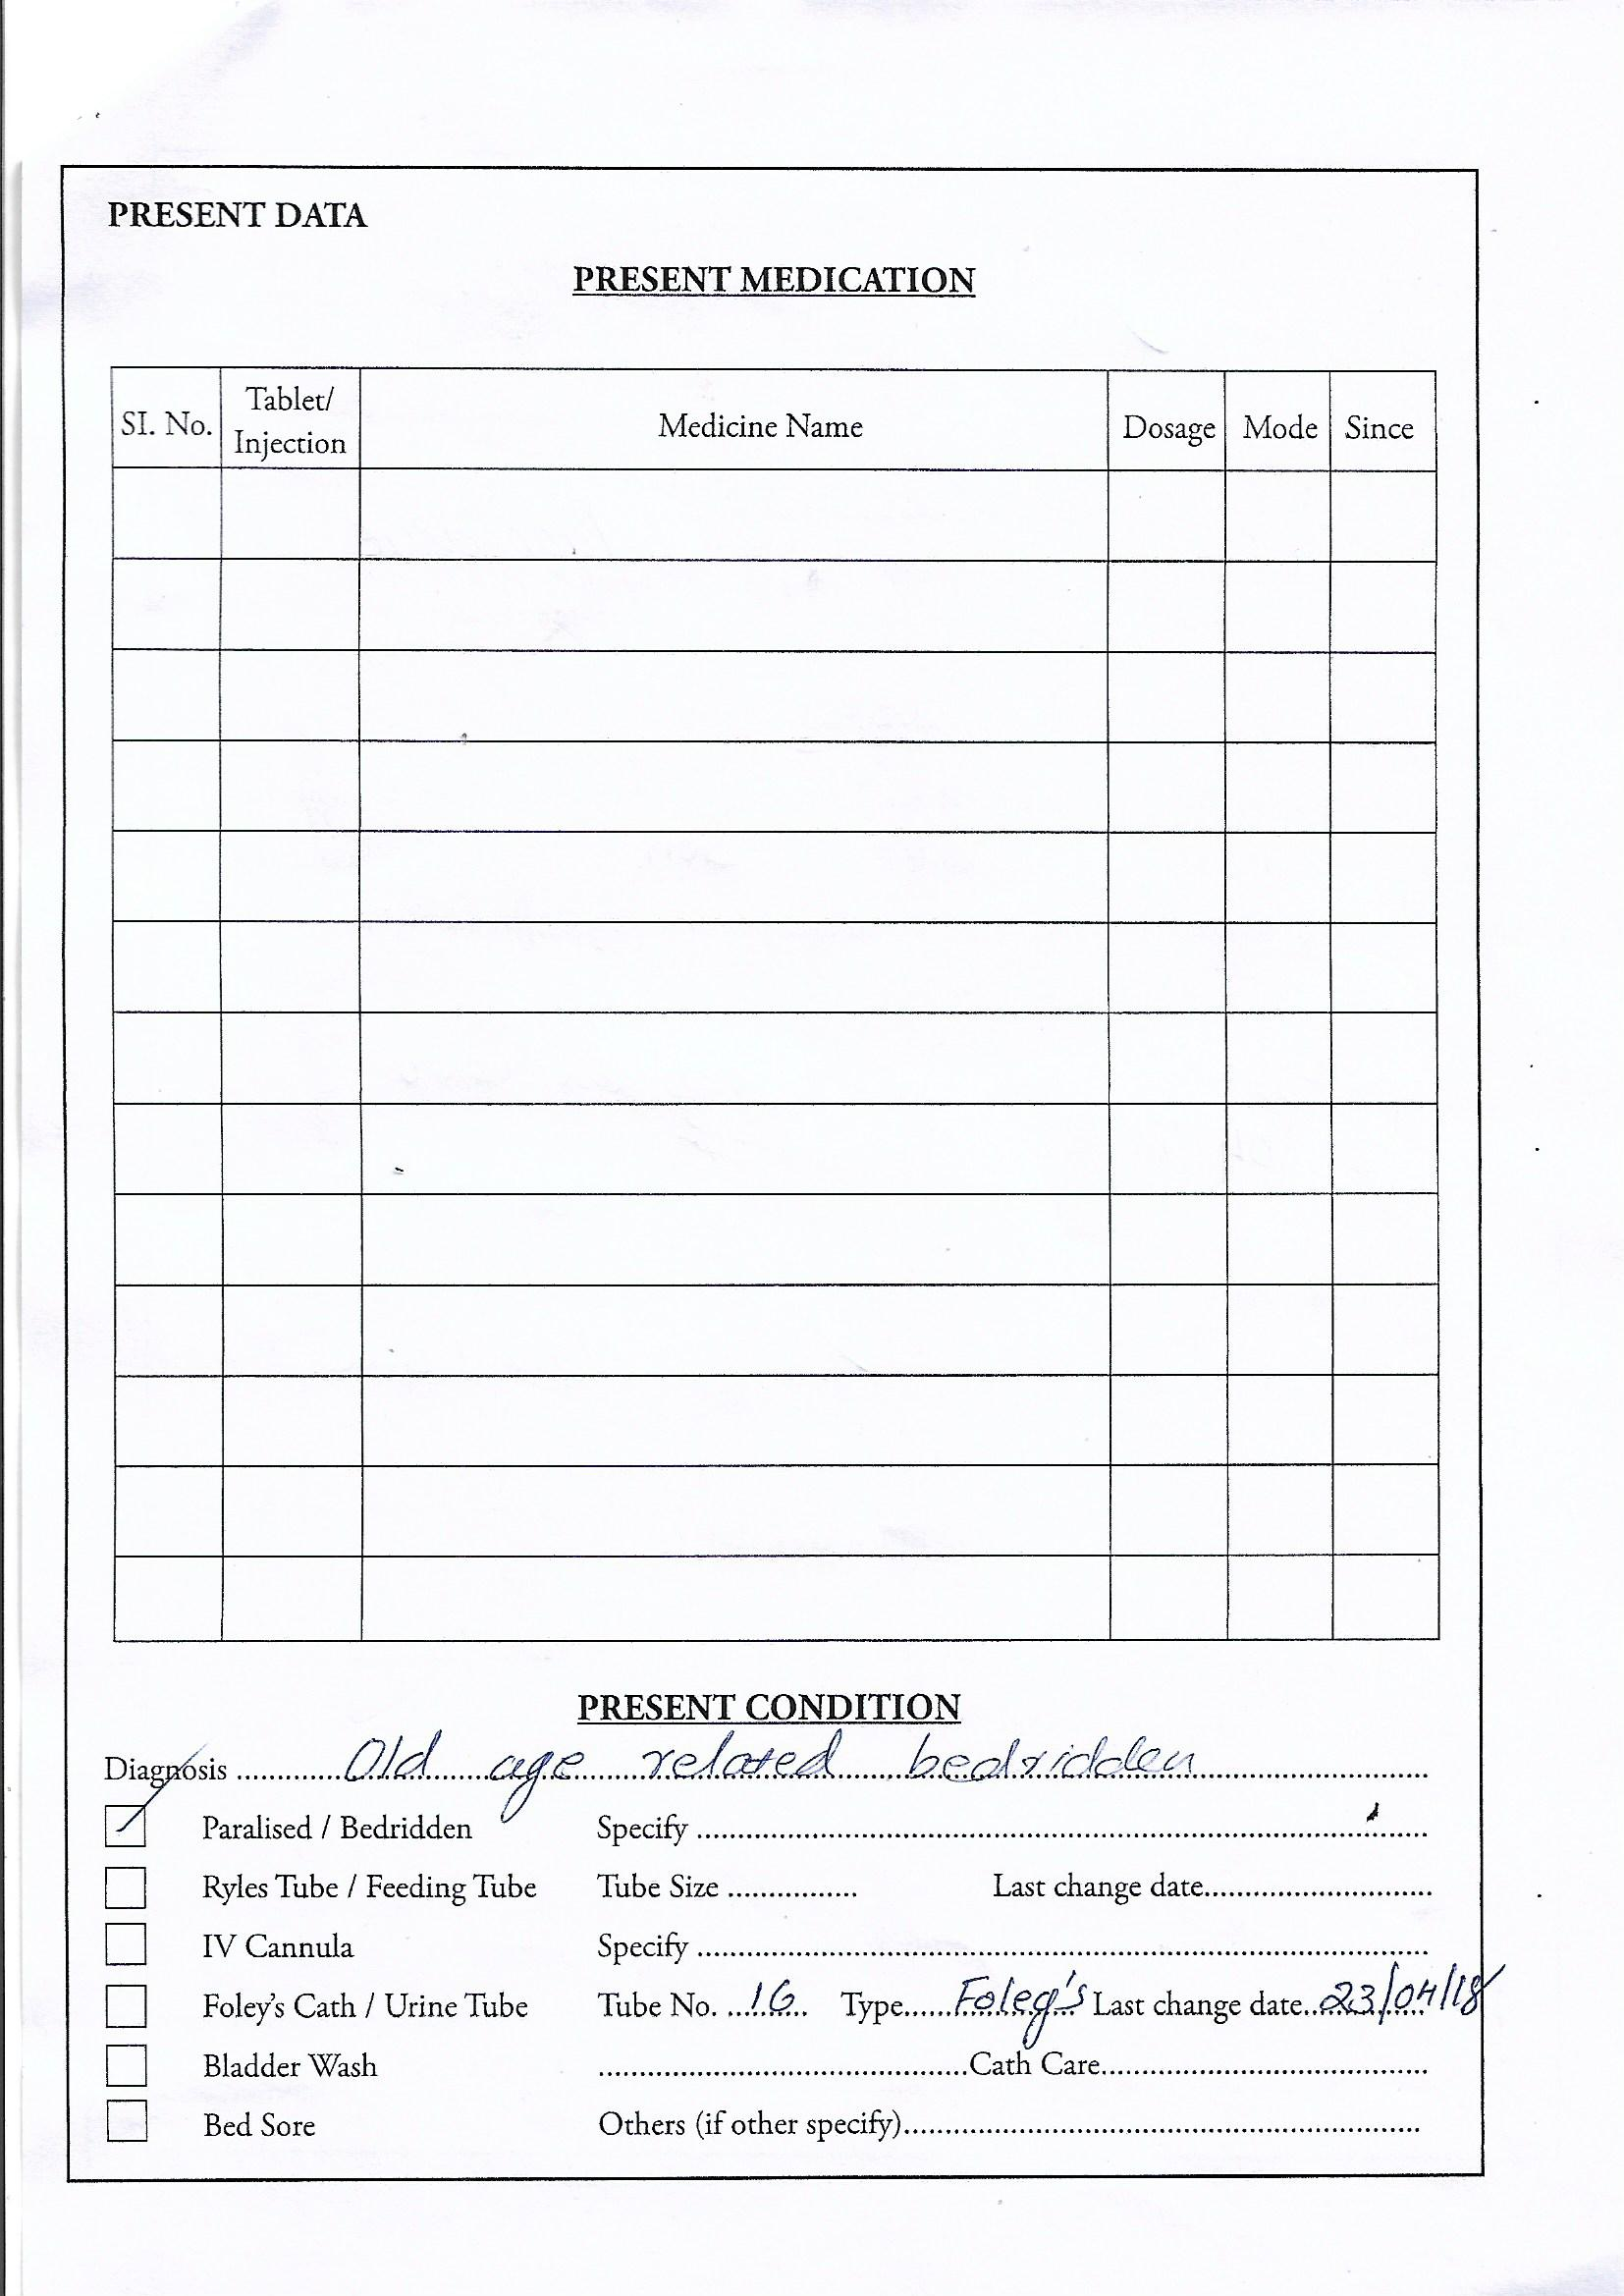 PRESENT DATA
PRESENT MEDICATION
SI. No. Tablet/ Injection Medicine Name Dosage Mode Since
PRESENT CONDITION
Diagnosis ............Old age related bedridden............
Paralised / Bedridden Specify ............
Ryles Tube / Feeding Tube Tube Size ............ Last change date............
IV Cannula Specify ............
Foley's Cath / Urine Tube Tube No. ...16... Type......Foley's Last change date..23/04/18
Bladder Wash ............Cath Care............
Bed Sore Others (if other specify)............